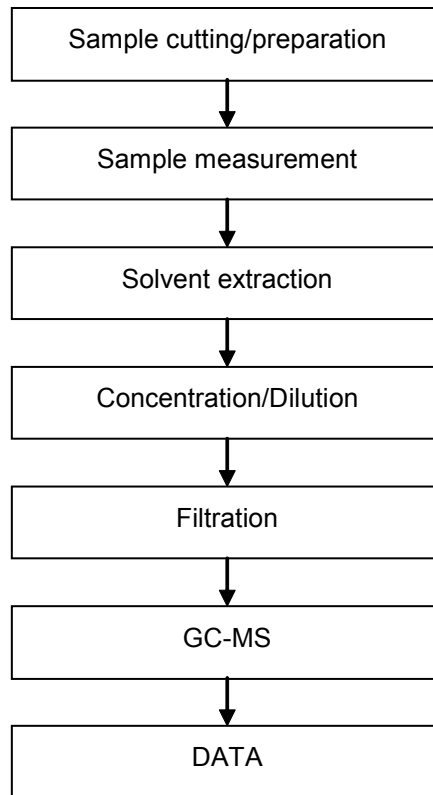 Sample cutting/preparation
Sample measurement
Solvent extraction
Concentration/Dilution
Filtration
GC-MS
DATA